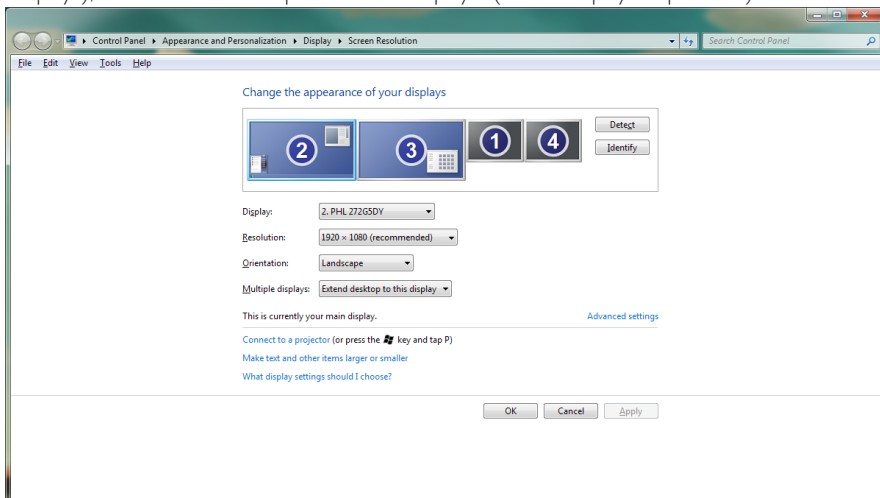 Control Panel ▸ Appearance and Personalization ▸ Display ▸ Screen Resolution
Search Control Panel
File Edit View Tools Help
Change the appearance of your displays
2 3 1 4
Detect
Identify
Display: 2. PHL 272G5DY
Resolution: 1920 × 1080 (recommended)
Orientation: Landscape
Multiple displays: Extend desktop to this display
This is currently your main display. Advanced settings
Connect to a projector (or press the key and tap P)
Make text and other items larger or smaller
What display settings should I choose?
OK Cancel Apply